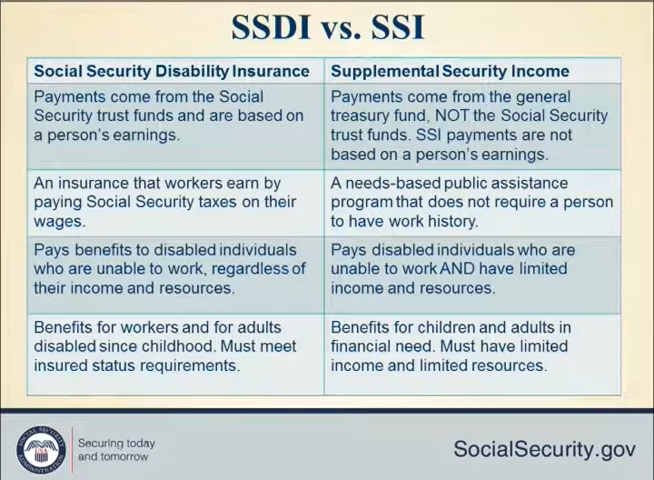 SSDI vs. SSI
Social Security Disability Insurance
Supplemental Security Income
Payments come from the Social
Security trust funds and are based on
a person's earnings.
Payments come from the general
treasury fund, NOT the Social Security
trust funds. SSI payments are not
based on a person's earnings.
An insurance that workers earn by
paying Social Security taxes on their
wages.
A needs-based public assistance
program that does not require a person
to have work history.
Pays benefits to disabled individuals
who are unable to work, regardless of
their income and resources.
Pays disabled individuals who are
unable to work AND have limited
income and resources.
Benefits for workers and for adults
disabled since childhood. Must meet
insured status requirements.
Benefits for children and adults in
financial need. Must have limited
income and limited resources.
SOCIAL SECURITY
ADMINISTRATION
USA
Securing today
and tomorrow
SocialSecurity.gov